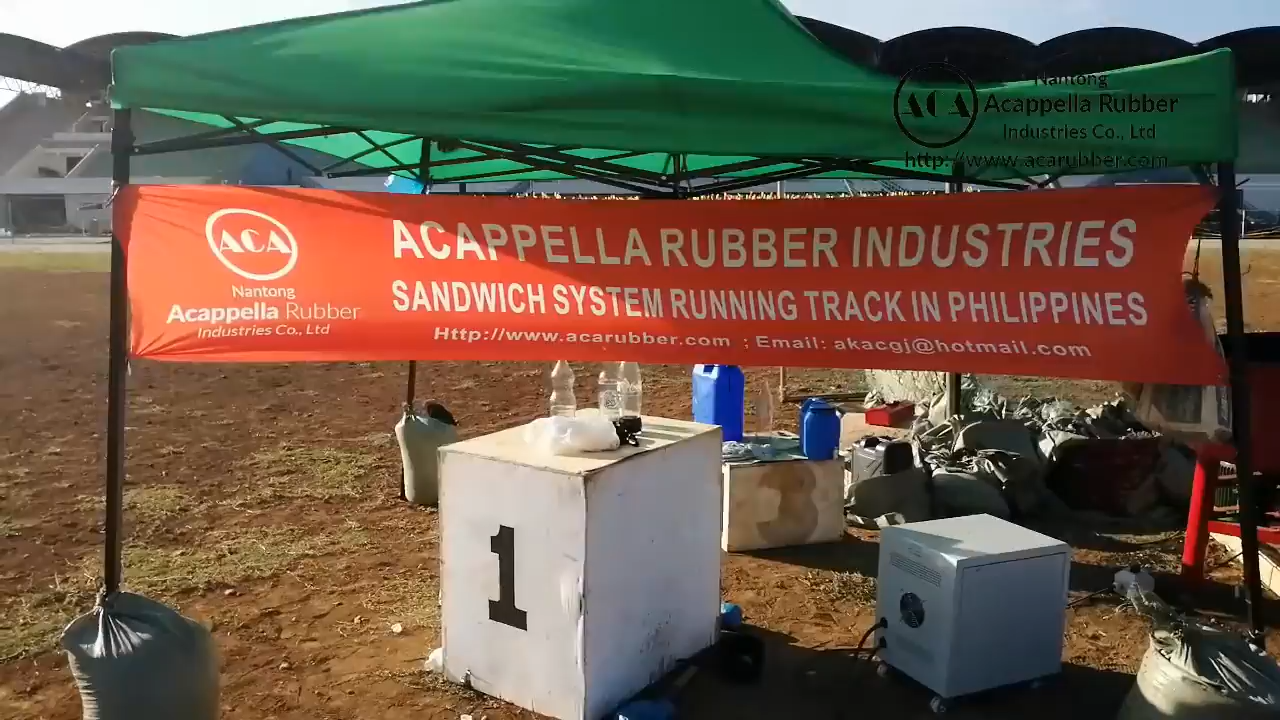 Nantong
ACA Acappella Rubber
Industries Co., Ltd
http://www.acarubber.com
ACA
Nantong
Acappella Rubber
Industries Co., Ltd
ACAPPELLA RUBBER INDUSTRIES
SANDWICH SYSTEM RUNNING TRACK IN PHILIPPINES
Http://www.acarubber.com ; Email: akacgj@hotmail.com
1
3